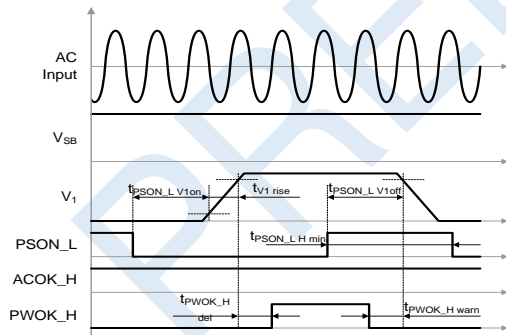 AC
Input
VSB
V1
tPSON_L V1on
tV1 rise
tPSON_L V1off
PSON_L
tPSON_L H min
ACOK_H
PWOK_H
tPWOK_H
del
tPWOK_H warn
PRE